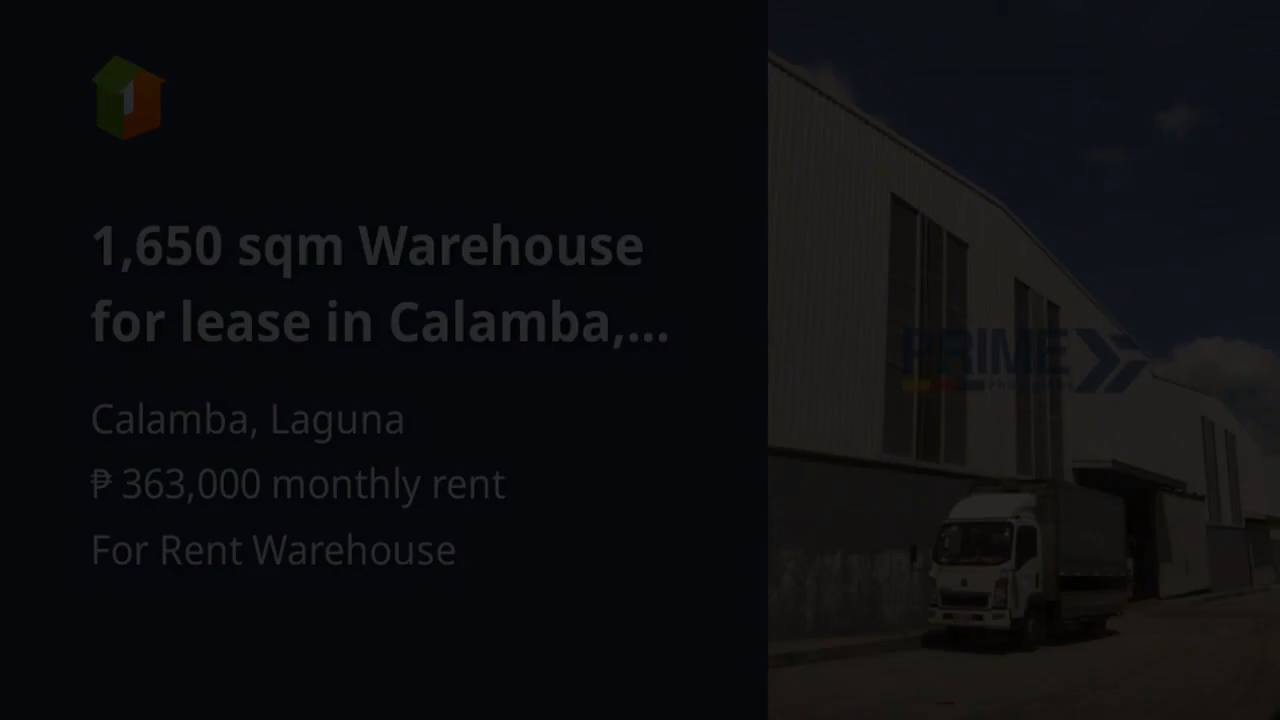 1,650 sqm Warehouse
for lease in Calamba,...
Calamba, Laguna
₱ 363,000 monthly rent
For Rent Warehouse
PRIME